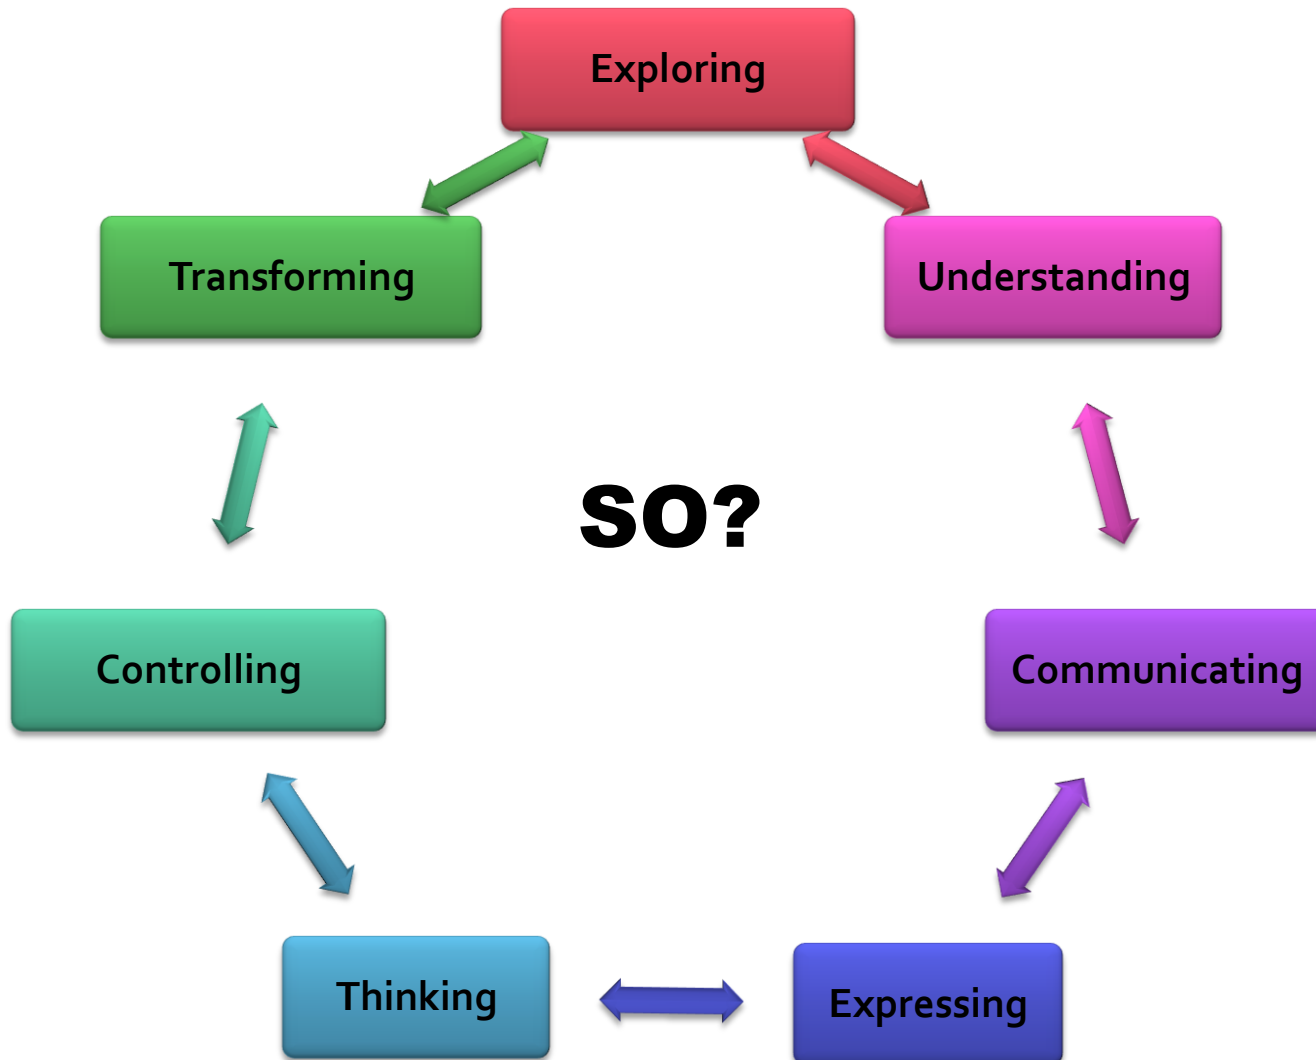 Exploring
Transforming
Understanding
SO?
Controlling
Communicating
Thinking
Expressing